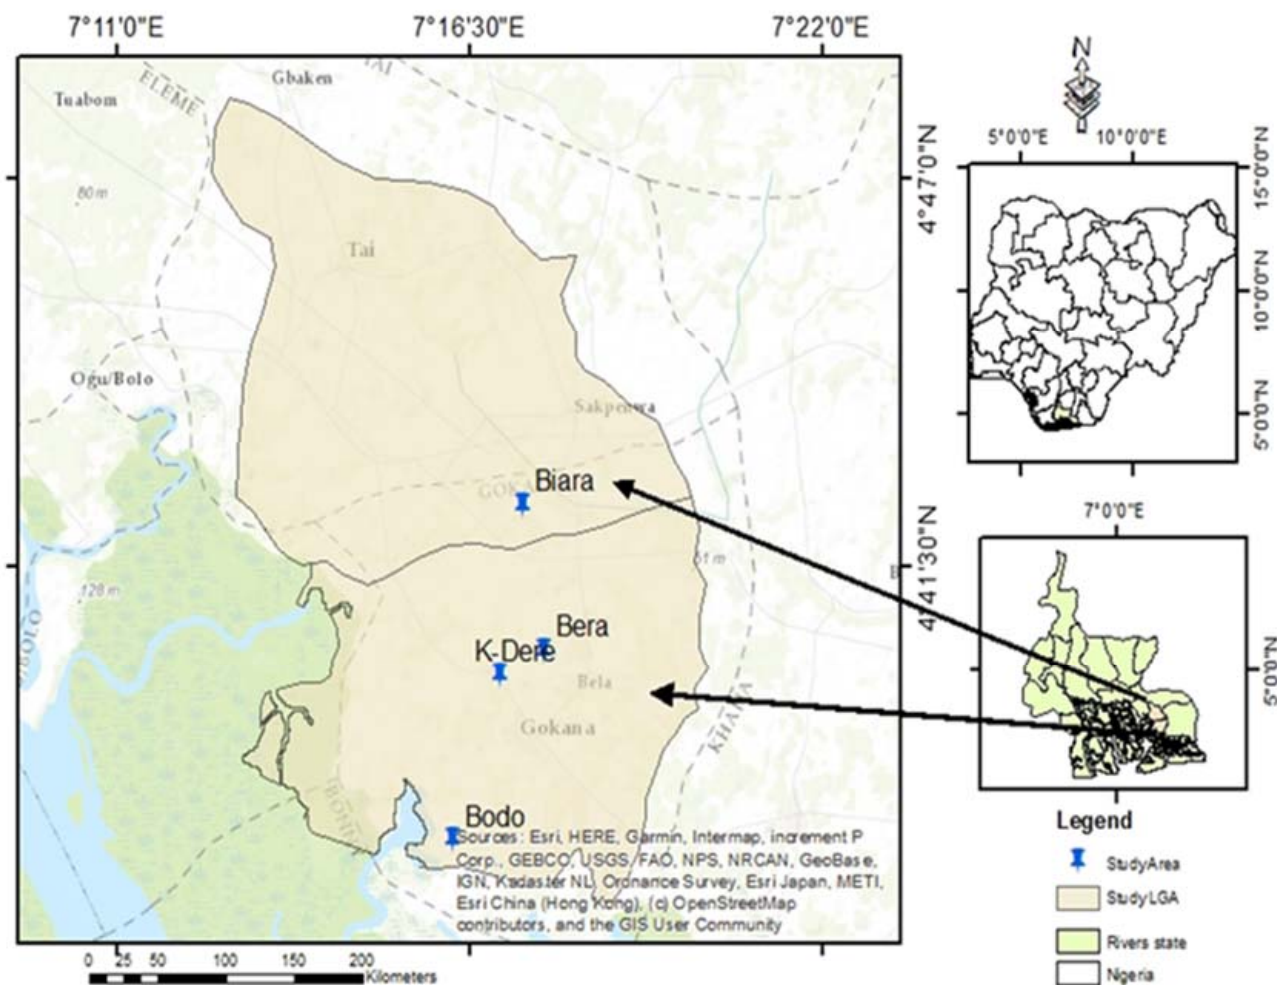 7°11'0"E 7°16'30"E 7°22'0"E
4°47'0"N
4°41'30"N
Tuabom
Gbaken
TAI
ELEME
80 m
Tai
Ogu/Bolo
Sakpenwa
Biara
GOKA
51 m
128 m
Bera
K-Dere
Bela
Gokana
KHANA
BOLO
Bodo
Sources: Esri, HERE, Garmin, Intermap, increment P
Corp., GEBCO, USGS, FAO, NPS, NRCAN, GeoBase,
IGN, Kadaster NL, Ordnance Survey, Esri Japan, METI,
Esri China (Hong Kong), (c) OpenStreetMap
contributors, and the GIS User Community
0 25 50 100 150 200
Kilometers
N
5°0'0"E 10°0'0"E
15°0'0"N
10°0'0"N
5°0'0"N
7°0'0"E
5°0'0"N
Legend
StudyArea
StudyLGA
Rivers state
Nigeria